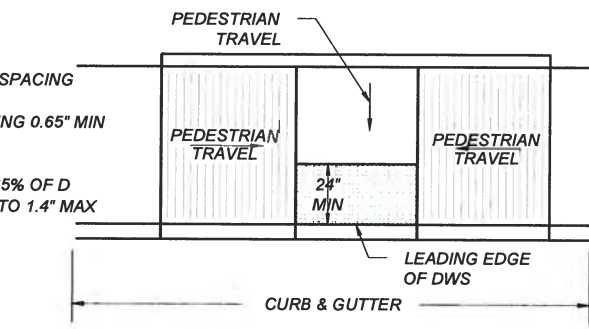 PEDESTRIAN
TRAVEL
SPACING
NG 0.65" MIN
5% OF D
TO 1.4" MAX
PEDESTRIAN
TRAVEL
PEDESTRIAN
TRAVEL
24"
MIN
LEADING EDGE
OF DWS
CURB & GUTTER